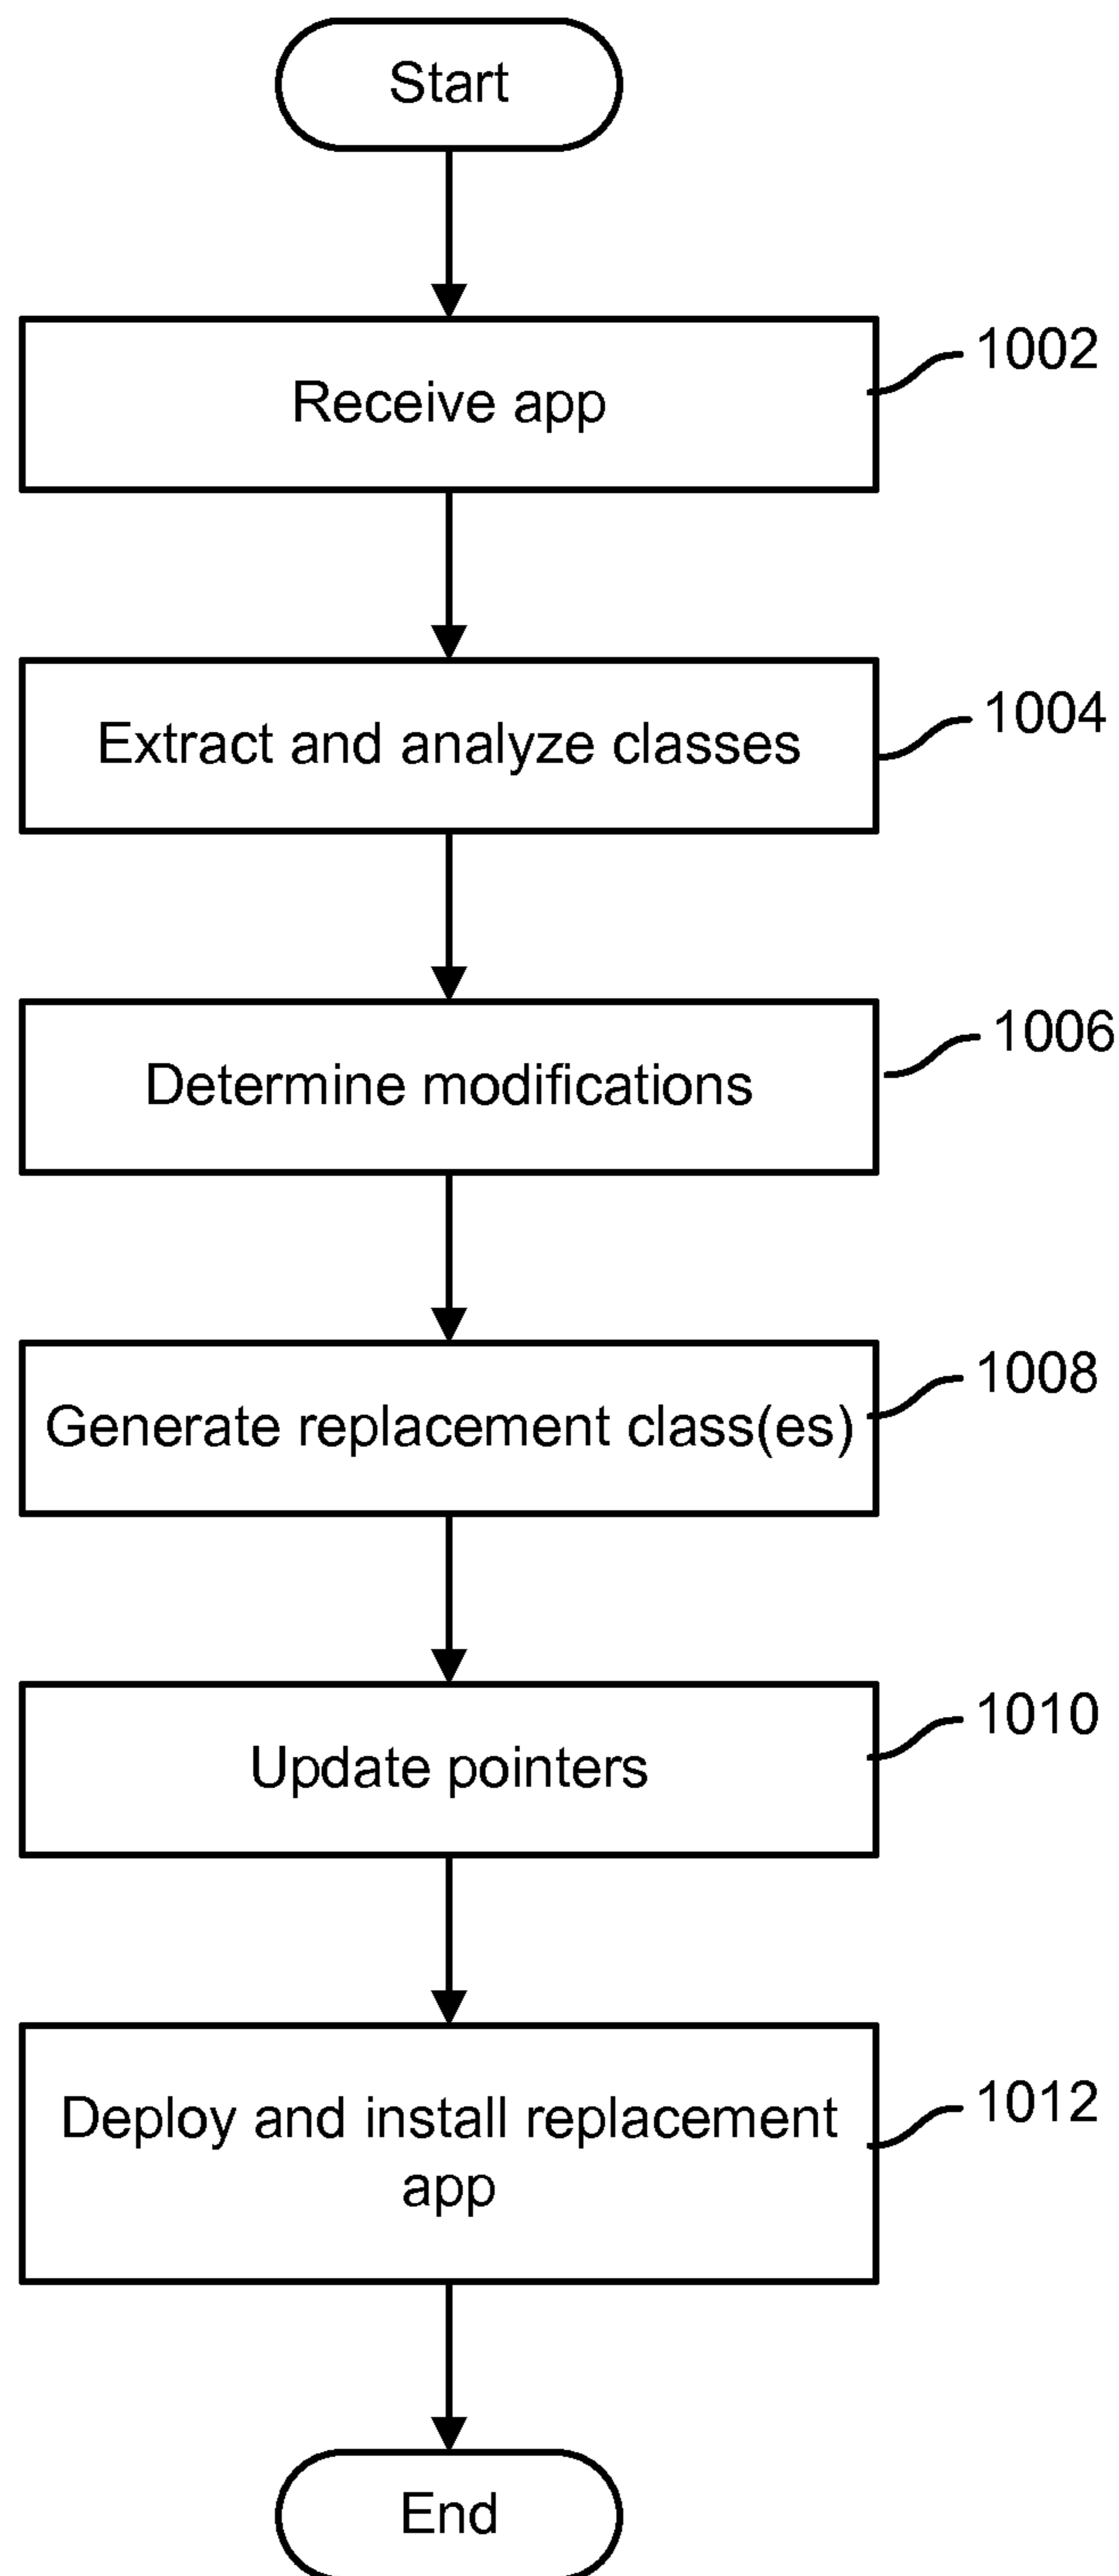 Start
1002
Receive app
1004
Extract and analyze classes
1006
Determine modifications
1008
Generate replacement class(es)
1010
Update pointers
1012
Deploy and install replacement
app
End